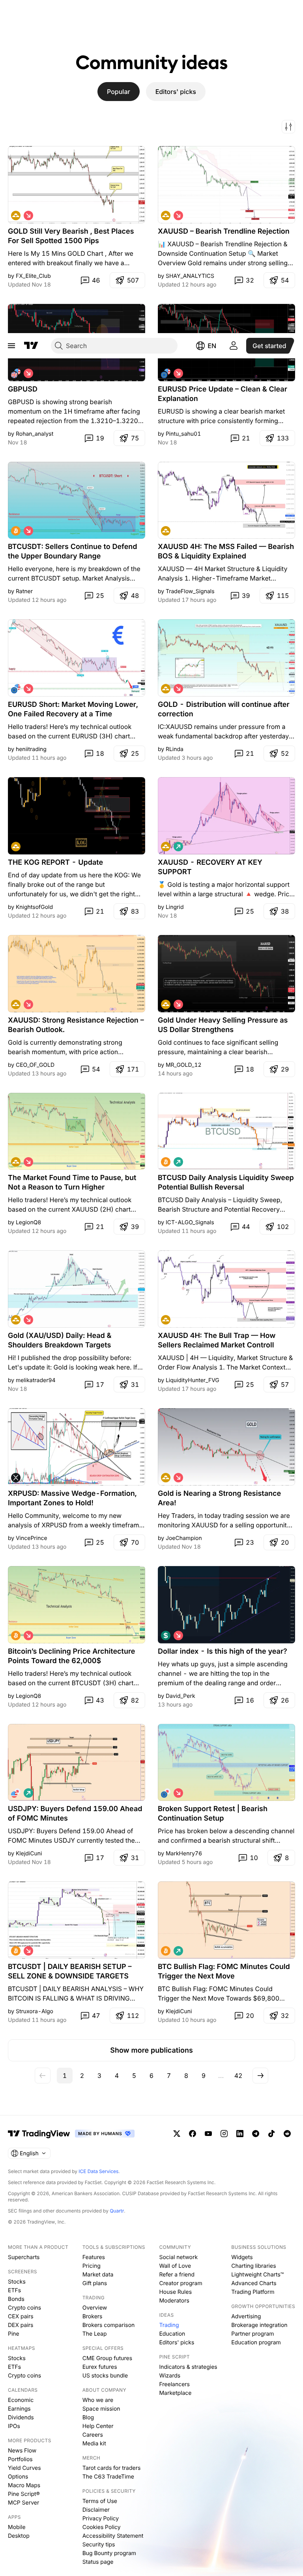 Community ideas
Popular
Editors' picks
GOLD Still Very Bearish , Best Places
For Sell Spotted 1500 Pips
Here Is My 15 Mins GOLD Chart , After we
entered with breakout finally we have a…
by FX_Elite_Club
Updated Nov 18
46
507
XAUUSD – Bearish Trendline Rejection
📊 XAUUSD – Bearish Trendline Rejection &
Downside Continuation Setup 🔍 Market
Overview Gold remains under strong selling…
by SHAY_ANALYTICS
Updated 12 hours ago
32
54
Search
EN
Get started
GBPUSD
GBPUSD is showing strong bearish
momentum on the 1H timeframe after facing
repeated rejection from the 1.3210–1.3220…
by Rohan_analyst
Nov 18
19
75
EURUSD Price Update – Clean & Clear
Explanation
EURUSD is showing a clear bearish market
structure with price consistently forming…
by Pintu_sahu01
Nov 18
21
133
BTCUSDT: Sellers Continue to Defend
the Upper Boundary Range
Hello everyone, here is my breakdown of the
current BTCUSDT setup. Market Analysis…
by Ratner
Updated 12 hours ago
25
48
XAUUSD 4H: The MSS Failed — Bearish
BOS & Liquidity Explained
XAUUSD — 4H Market Structure & Liquidity
Analysis 1. Higher-Timeframe Market…
by TradeFlow_Signals
Updated 17 hours ago
39
115
EURUSD Short: Market Moving Lower,
One Failed Recovery at a Time
Hello traders! Here's my technical outlook
based on the current EURUSD (3H) chart…
by henitrading
Updated 11 hours ago
18
25
GOLD - Distribution will continue after
correction
IC:XAUUSD remains under pressure from a
weak fundamental backdrop after yesterday…
by RLinda
Updated 3 hours ago
21
52
THE KOG REPORT - Update
End of day update from us here the KOG: We
finally broke out of the range but
unfortunately for us, we didn't get the right…
by KnightsofGold
Updated 12 hours ago
21
83
XAUUSD - RECOVERY AT KEY
SUPPORT
🏅 Gold is testing a major horizontal support
level within a large structural 🔺 wedge. Pric…
by Lingrid
Nov 18
25
38
XAUUSD: Strong Resistance Rejection –
Bearish Outlook.
Gold is currently demonstrating strong
bearish momentum, with price action…
by CEO_OF_GOLD
Updated 13 hours ago
54
171
Gold Under Heavy Selling Pressure as
US Dollar Strengthens
Gold continues to face significant selling
pressure, maintaining a clear bearish…
by MR_GOLD_12
14 hours ago
18
29
The Market Found Time to Pause, but
Not a Reason to Turn Higher
Hello traders! Here's my technical outlook
based on the current XAUUSD (2H) chart…
by LegionQ8
Updated 12 hours ago
21
39
BTCUSD
BTCUSD Daily Analysis Liquidity Sweep
Potential Bullish Reversal
BTCUSD Daily Analysis – Liquidity Sweep,
Bearish Structure and Potential Recovery…
by ICT-ALGO_Signals
Updated 11 hours ago
44
102
Gold (XAU/USD) Daily: Head &
Shoulders Breakdown Targets
HI! I published the drop possibility before:
Let's update it: Gold is looking weak here. If…
by melikatrader94
Nov 18
17
31
XAUUSD 4H: The Bull Trap — How
Sellers Reclaimed Market Controll
XAUUSD | 4H — Liquidity, Market Structure &
Order Flow Analysis 1. The Market Context…
by LiquidityHunter_FVG
Updated 17 hours ago
25
57
XRPUSD: Massive Wedge-Formation,
Important Zones to Hold!
Hello Community, welcome to my new
analysis of XRPUSD from a weekly timefram…
by VincePrince
Updated 13 hours ago
25
70
GOLD
Gold is Nearing a Strong Resistance
Area!
Hey Traders, in today trading session we are
monitoring XAUUSD for a selling opportunit…
by JoeChampion
Updated Nov 18
23
20
Technical Analysis
Bitcoin's Declining Price Architecture
Points Toward the 62,000$
Hello traders! Here's my technical outlook
based on the current BTCUSDT (3H) chart…
by LegionQ8
Updated 12 hours ago
43
82
Dollar index - Is this high of the year?
Hey whats up guys, just a simple ascending
channel - we are hitting the top in the
premium of the dealing range and order…
by David_Perk
13 hours ago
16
26
USDJPY
USDJPY: Buyers Defend 159.00 Ahead
of FOMC Minutes
USDJPY: Buyers Defend 159.00 Ahead of
FOMC Minutes USDJPY currently tested the…
by KlejdiCuni
Updated Nov 18
17
31
Broken Support Retest | Bearish
Continuation Setup
Price has broken below a descending channel
and confirmed a bearish structural shift…
by MarkHenry76
Updated 5 hours ago
10
8
BTCUSDT | DAILY BEARISH SETUP –
SELL ZONE & DOWNSIDE TARGETS
BTCUSDT | DAILY BEARISH ANALYSIS – WHY
BITCOIN IS FALLING & WHAT IS DRIVING…
by Struxora-Algo
Updated 11 hours ago
47
112
BTC
BTC Bullish Flag: FOMC Minutes Could
Trigger the Next Move
BTC Bullish Flag: FOMC Minutes Could
Trigger the Next Move Towards $69,800…
by KlejdiCuni
Updated 10 hours ago
20
32
Show more publications
1 2 3 4 5 6 7 8 9 … 42
TradingView
MADE BY HUMANS
English
Select market data provided by ICE Data Services.
Select reference data provided by FactSet. Copyright © 2026 FactSet Research Systems Inc.
Copyright © 2026, American Bankers Association. CUSIP Database provided by FactSet Research Systems Inc. All rights
reserved.
SEC filings and other documents provided by Quartr.
© 2026 TradingView, Inc.
MORE THAN A PRODUCT
Supercharts
SCREENERS
Stocks
ETFs
Bonds
Crypto coins
CEX pairs
DEX pairs
Pine
HEATMAPS
Stocks
ETFs
Crypto coins
CALENDARS
Economic
Earnings
Dividends
IPOs
MORE PRODUCTS
News Flow
Portfolios
Yield Curves
Options
Macro Maps
Pine Script®
MCP Server
APPS
Mobile
Desktop
TOOLS & SUBSCRIPTIONS
Features
Pricing
Market data
Gift plans
TRADING
Overview
Brokers
Brokers comparison
The Leap
SPECIAL OFFERS
CME Group futures
Eurex futures
US stocks bundle
ABOUT COMPANY
Who we are
Space mission
Blog
Help Center
Careers
Media kit
MERCH
Tarot cards for traders
The C63 TradeTime
POLICIES & SECURITY
Terms of Use
Disclaimer
Privacy Policy
Cookies Policy
Accessibility Statement
Security tips
Bug Bounty program
Status page
COMMUNITY
Social network
Wall of Love
Refer a friend
Creator program
House Rules
Moderators
IDEAS
Trading
Education
Editors' picks
PINE SCRIPT
Indicators & strategies
Wizards
Freelancers
Marketplace
BUSINESS SOLUTIONS
Widgets
Charting libraries
Lightweight Charts™
Advanced Charts
Trading Platform
GROWTH OPPORTUNITIES
Advertising
Brokerage integration
Partner program
Education program